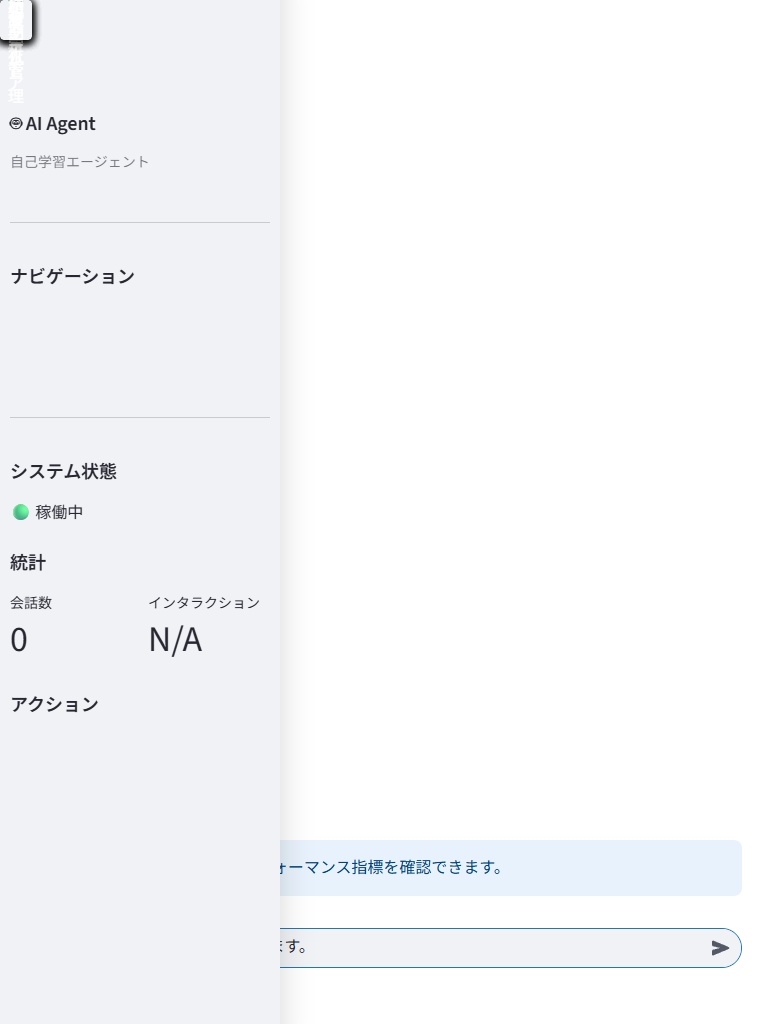 AI Agent
自己学習エージェント
ナビゲーション
システム状態
稼働中
統計
会話数 インタラクション
0 N/A
アクション
ォーマンス指標を確認できます。
ます。